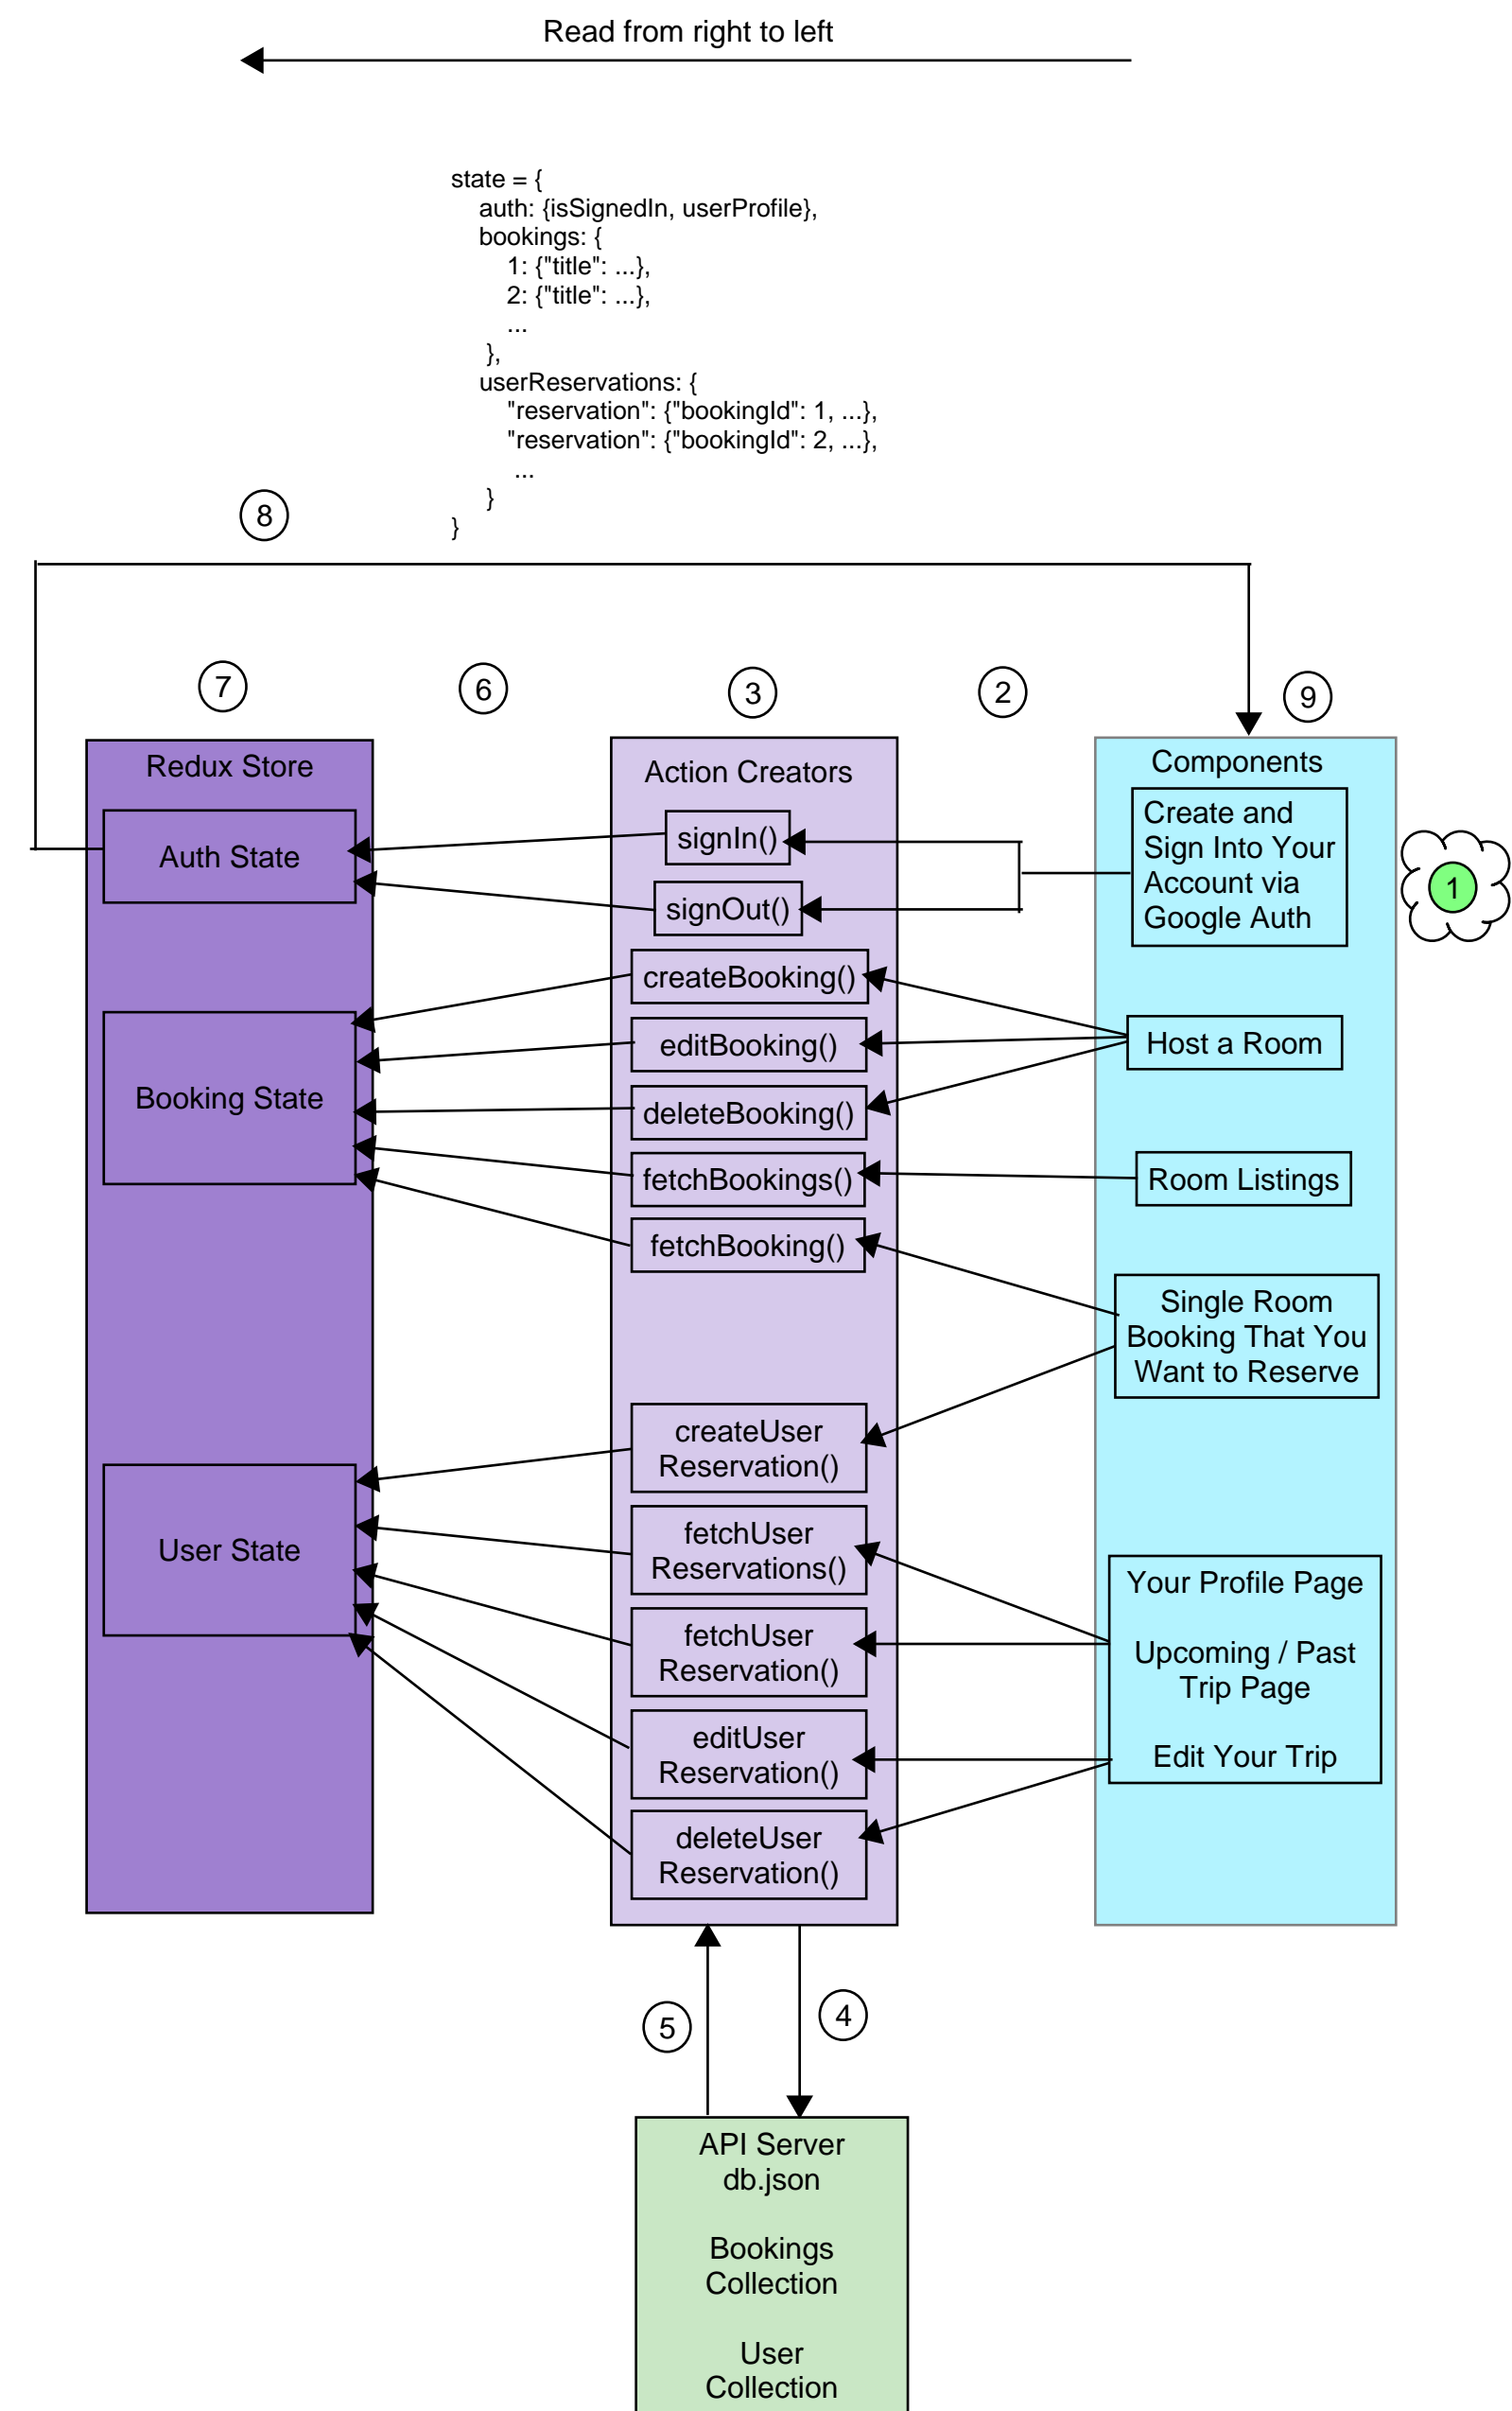 Read from right to left
state = {
auth: {isSignedIn, userProfile},
bookings: {
1: {"title": ...},
2: {"title": ...},
...
},
userReservations: {
"reservation": {"bookingId": 1, ...},
"reservation": {"bookingId": 2, ...},
...
}
}
8
7
6
3
2
9
Redux Store
Auth State
Booking State
User State
Action Creators
signIn()
signOut()
createBooking()
editBooking()
deleteBooking()
fetchBookings()
fetchBooking()
createUser
Reservation()
fetchUser
Reservations()
fetchUser
Reservation()
editUser
Reservation()
deleteUser
Reservation()
Components
Create and
Sign Into Your
Account via
Google Auth
1
Host a Room
Room Listings
Single Room
Booking That You
Want to Reserve
Your Profile Page
Upcoming / Past
Trip Page
Edit Your Trip
5
4
API Server
db.json
Bookings
Collection
User
Collection